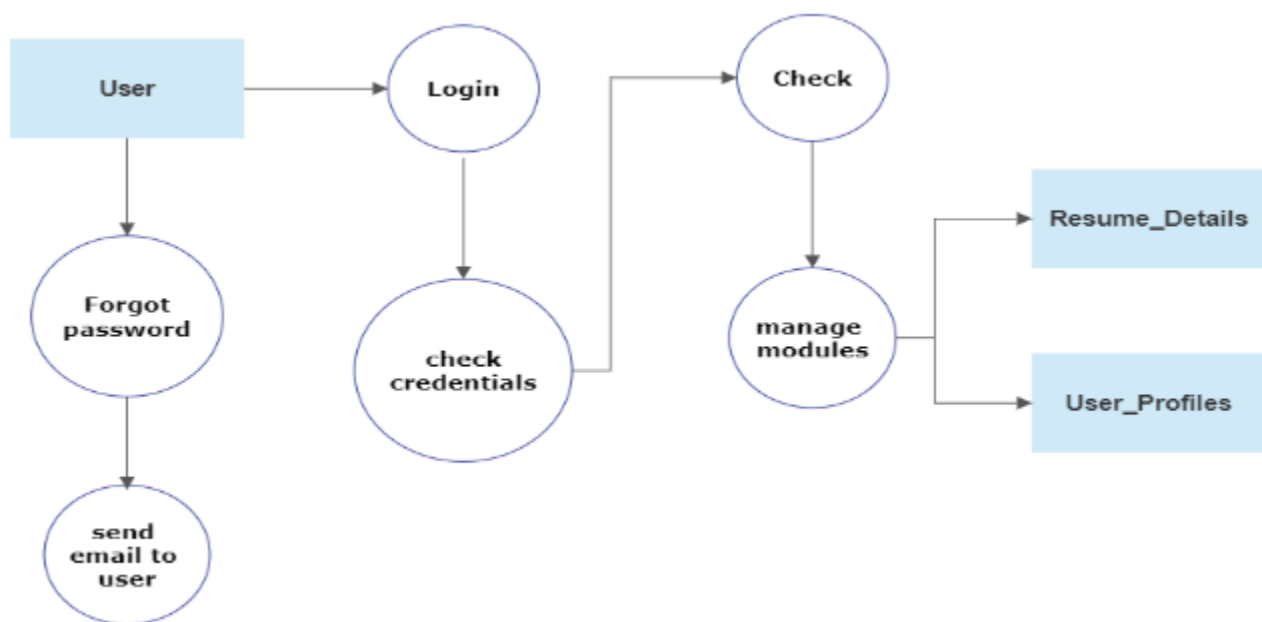 User
Login
Check
Resume_Details
Forgot
password
check
credentials
manage
modules
User_Profiles
send
email to
user